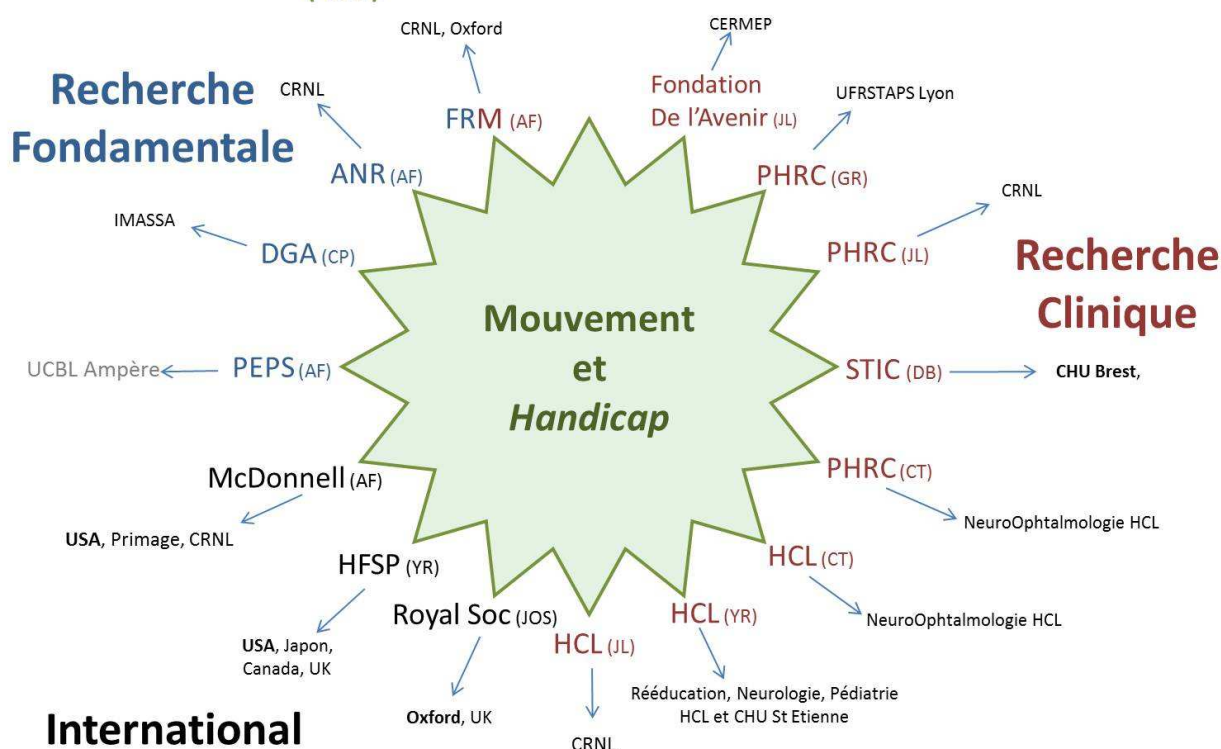 CRNL, Oxford
CERMEP
Recherche
Fondamentale
CRNL
FRM (AF)
Fondation
De l'Avenir (JL)
UFRSTAPS Lyon
ANR (AF)
PHRC (GR)
CRNL
IMASSA
DGA (CP)
PHRC (JL)
Recherche
Clinique
Mouvement
et
Handicap
UCBL Ampère
PEPS (AF)
STIC (DB)
CHU Brest,
McDonnell (AF)
PHRC (CT)
USA, Primage, CRNL
NeuroOphtalmologie HCL
HFSP (YR)
HCL (CT)
Royal Soc (JOS)
HCL (YR)
NeuroOphtalmologie HCL
HCL (JL)
USA, Japon,
Canada, UK
Rééducation, Neurologie, Pédiatrie
HCL et CHU St Etienne
Oxford, UK
International
CRNL